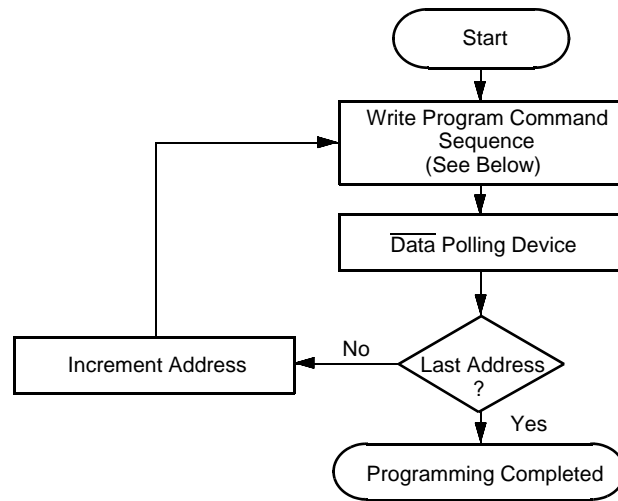 Start
Write Program Command
Sequence
(See Below)
Data Polling Device
No
Increment Address
Last Address
?
Yes
Programming Completed